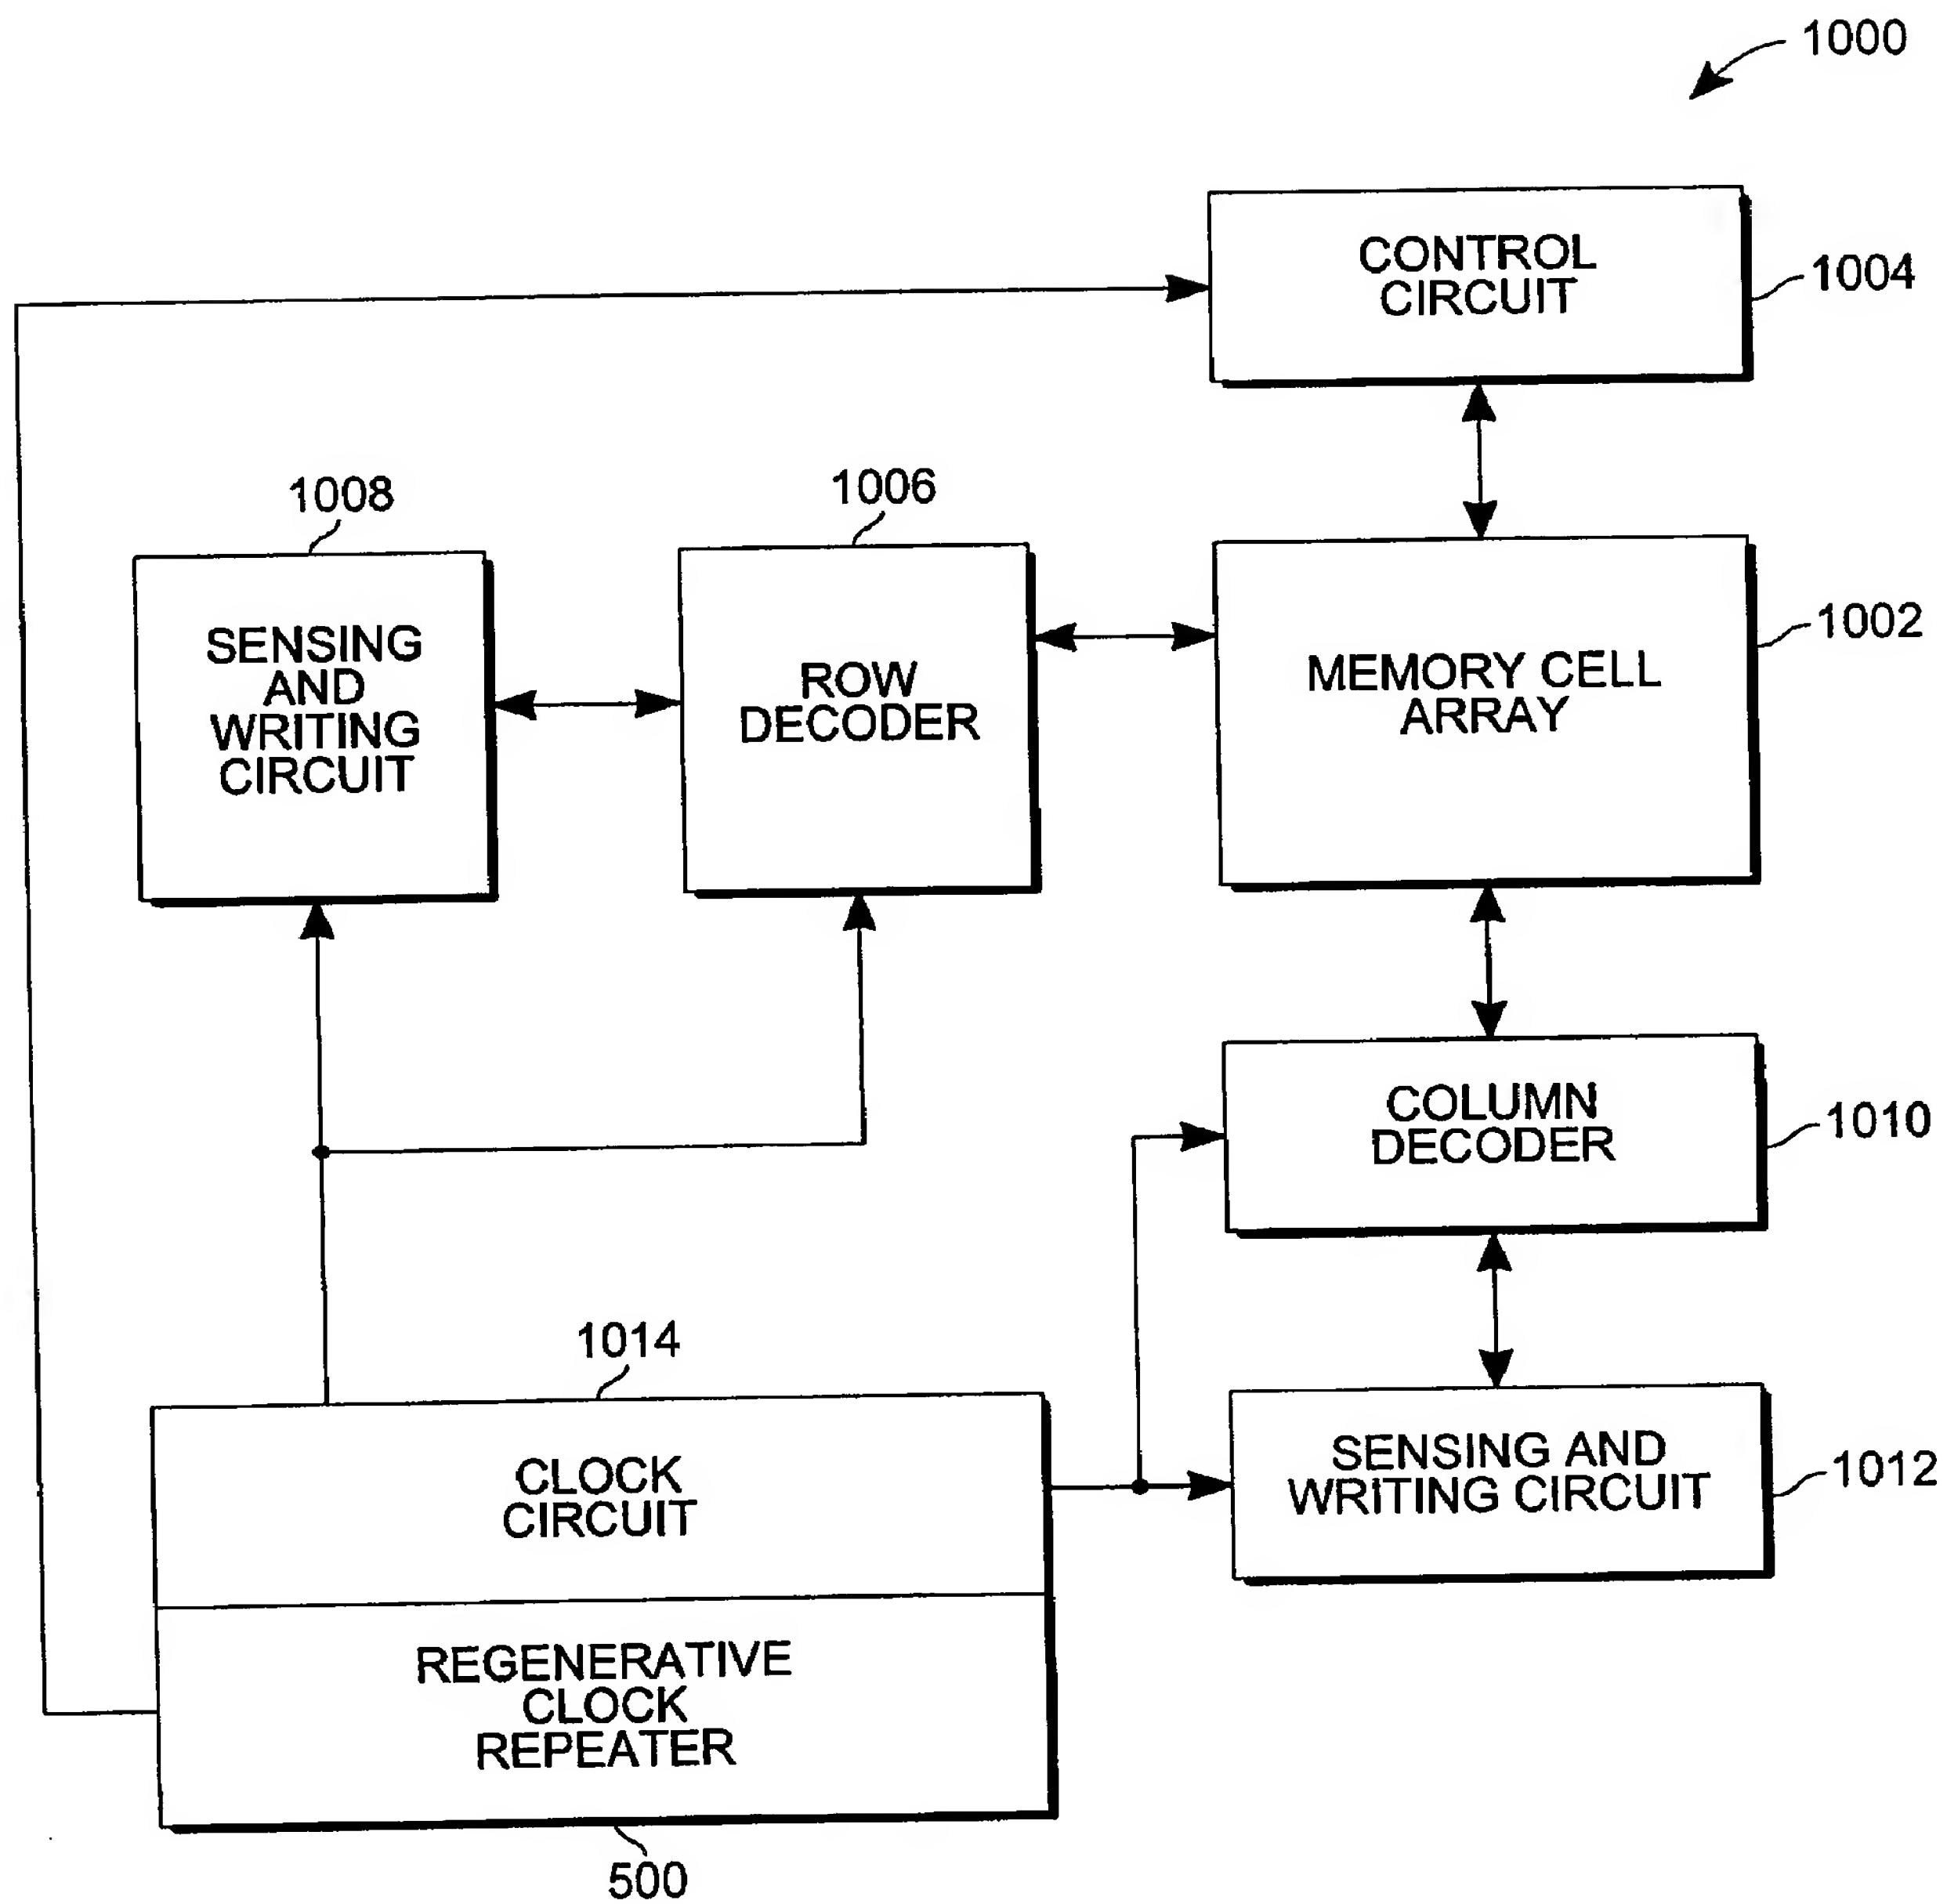 1000
CONTROL
CIRCUIT
1004
1008
1006
SENSING
AND
WRITING
CIRCUIT
ROW
DECODER
MEMORY CELL
ARRAY
1002
COLUMN
DECODER
1010
1014
CLOCK
CIRCUIT
SENSING AND
WRITING CIRCUIT
1012
REGENERATIVE
CLOCK
REPEATER
500